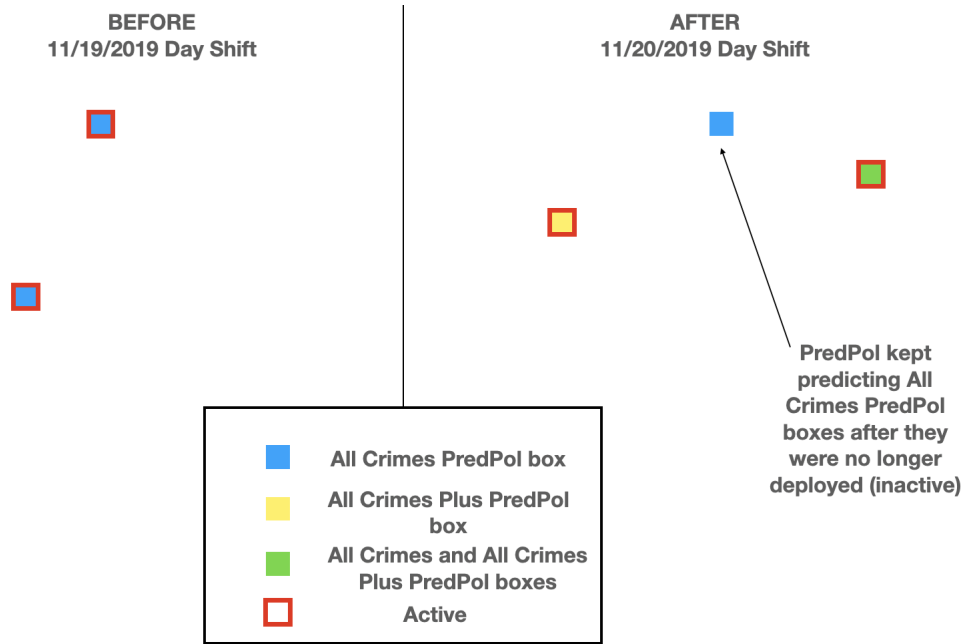 BEFORE
11/19/2019 Day Shift
AFTER
11/20/2019 Day Shift
PredPol kept
predicting All
Crimes PredPol
boxes after they
were no longer
deployed (inactive)
All Crimes PredPol box
All Crimes Plus PredPol
box
All Crimes and All Crimes
Plus PredPol boxes
Active